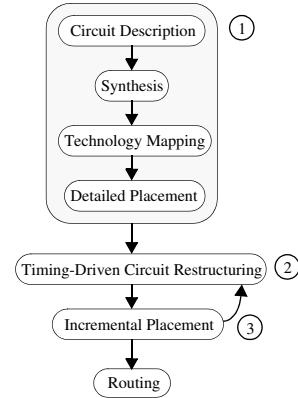 Circuit Description
1
Synthesis
Technology Mapping
Detailed Placement
Timing-Driven Circuit Restructuring
2
Incremental Placement
3
Routing